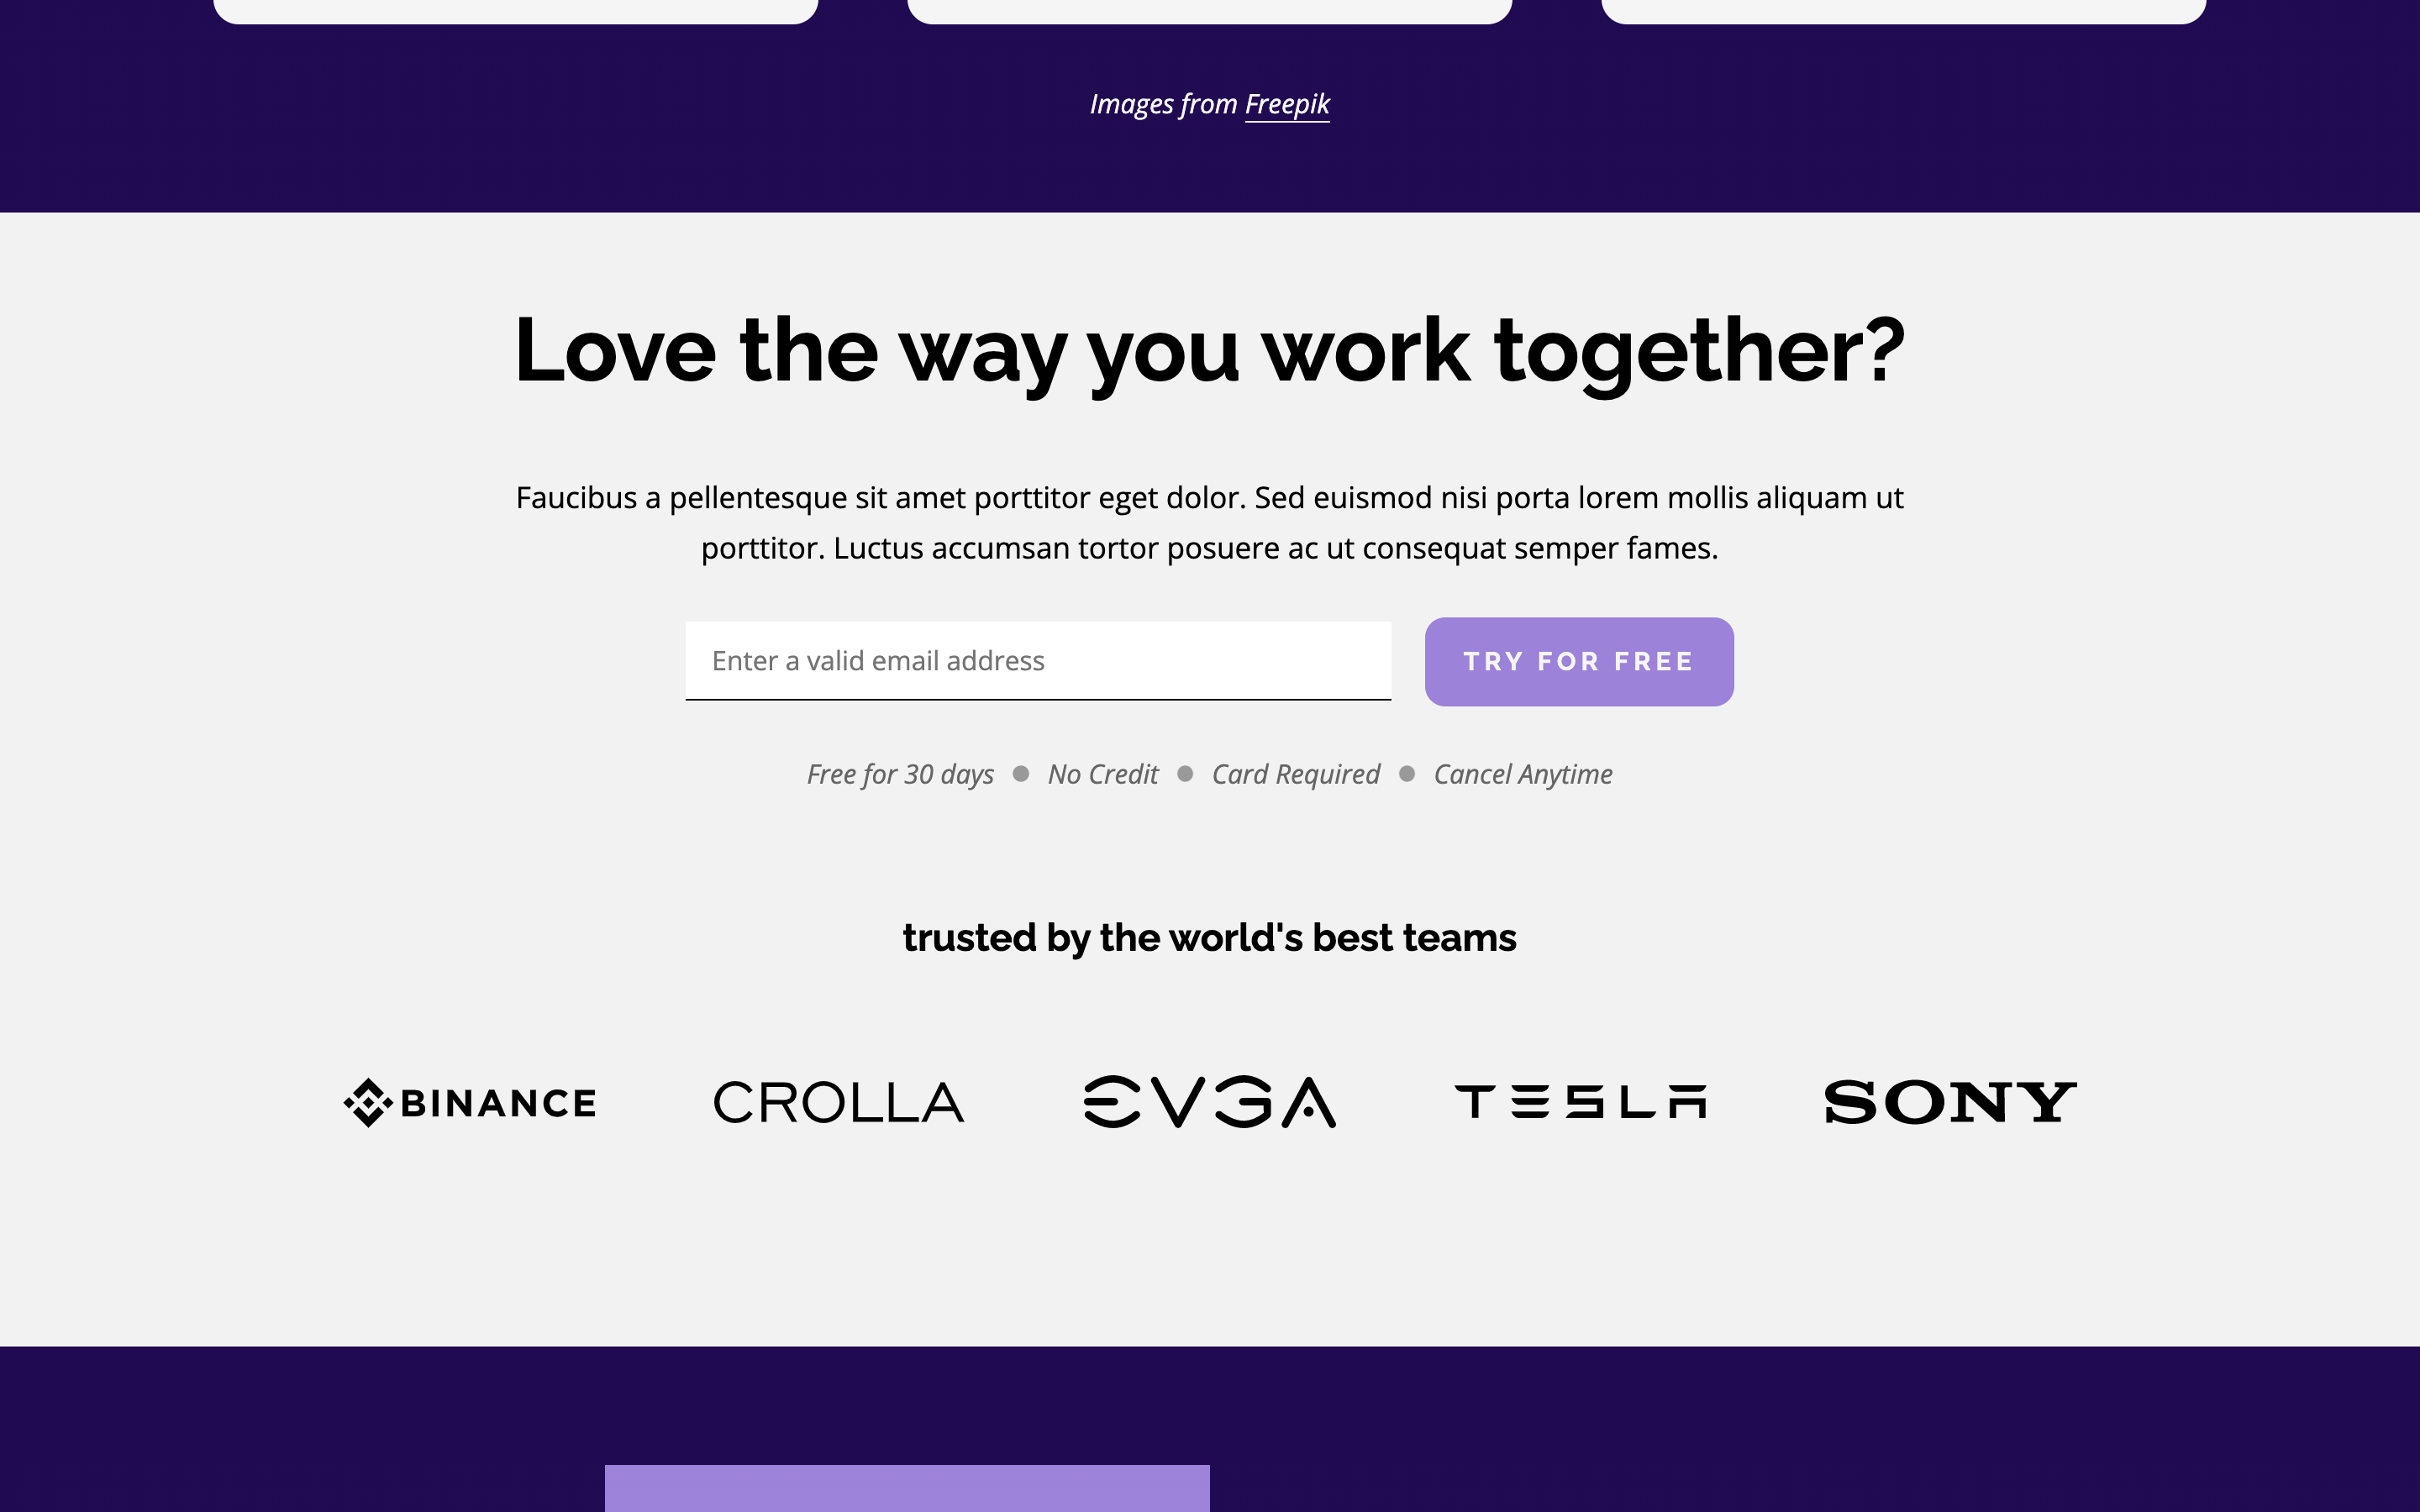 Images from Freepik
Love the way you work together?
Faucibus a pellentesque sit amet porttitor eget dolor. Sed euismod nisi porta lorem mollis aliquam ut
porttitor. Luctus accumsan tortor posuere ac ut consequat semper fames.
Enter a valid email address
TRY FOR FREE
Free for 30 days ● No Credit ● Card Required ● Cancel Anytime
trusted by the world's best teams
BINANCE CROLLA EVGA TESLA SONY